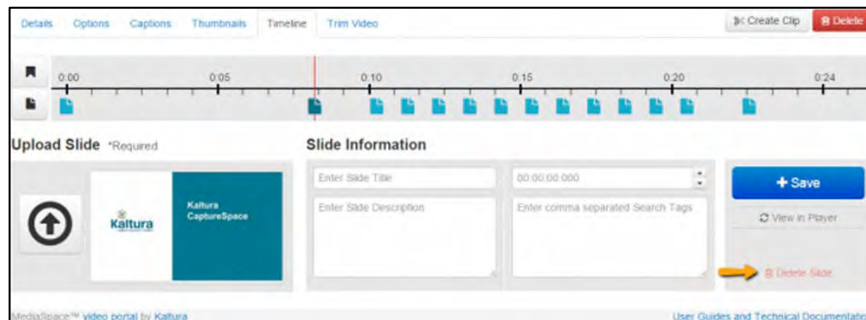 Details Options Captions Thumbnails Timeline Trim Video Create Clip Delete
0:00 0:05 0:10 0:15 0:20 0:24
Upload Slide *Required Slide Information
Enter Slide Title 00:00:00.000
+ Save
Enter Slide Description Enter comma separated Search Tags
Kaltura
CaptureSpace
Kaltura
View in Player
Delete Slide
MediaSpace™ video portal by Kaltura User Guides and Technical Documentatio